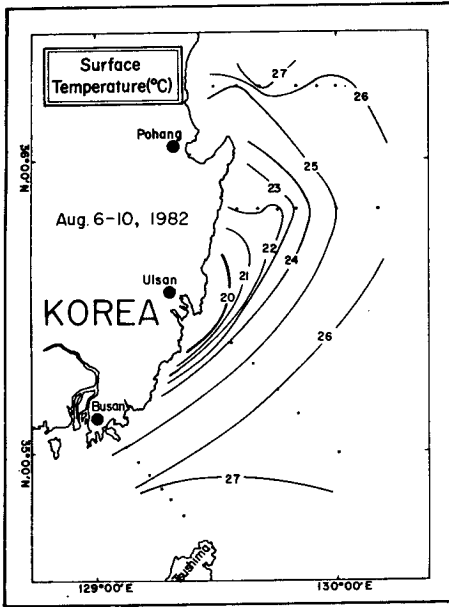 Surface
Temperature(°C)
27
26
Pohang
36°00'N
25
23
Aug. 6-10, 1982
22
24
21
Ulsan
20
KOREA
26
Busan
35°00'N
27
Tsushima
129°00'E
130°00'E